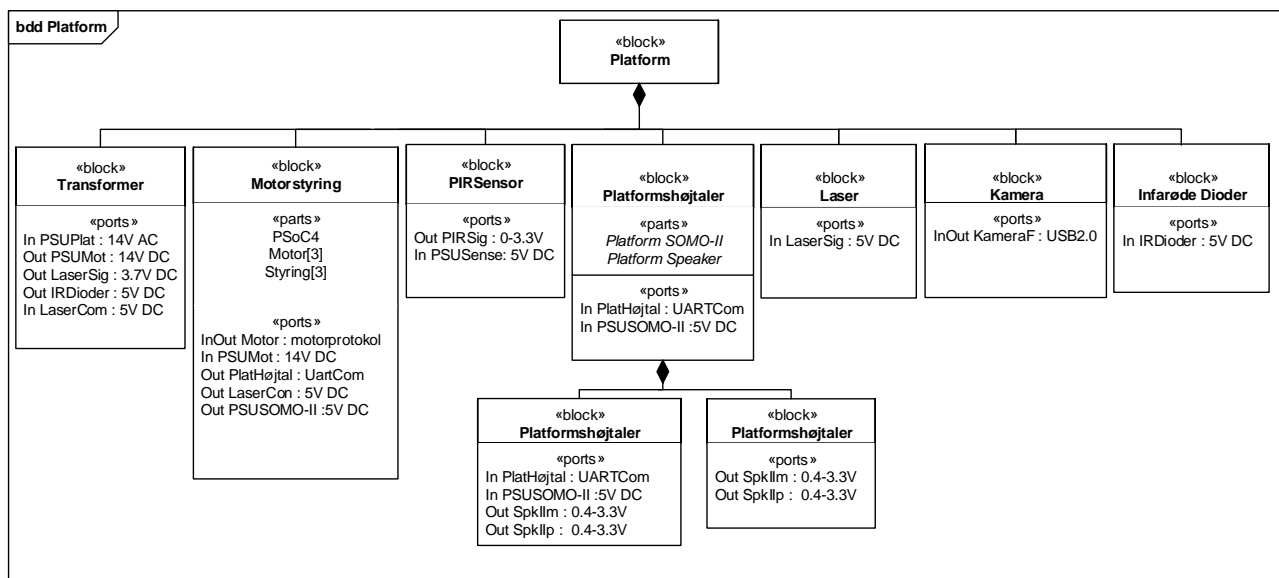 bdd Platform
«block»
Platform
«block»
Transformer
«ports»
In PSUPlat : 14V AC
Out PSUMot : 14V DC
Out LaserSig : 3.7V DC
Out IRDioder : 5V DC
In LaserCom : 5V DC
«block»
Motorstyring
«parts»
PSoC4
Motor[3]
Styring[3]
«ports»
InOut Motor : motorprotokol
In PSUMot : 14V DC
Out PlatHøjtal : UartCom
Out LaserCon : 5V DC
Out PSUSOMO-II :5V DC
«block»
PIRSensor
«ports»
Out PIRSig : 0-3.3V
In PSUSense: 5V DC
«block»
Platformshøjtaler
«parts»
Platform SOMO-II
Platform Speaker
«ports»
In PlatHøjtal : UARTCom
In PSUSOMO-II :5V DC
«block»
Laser
«ports»
In LaserSig : 5V DC
«block»
Kamera
«ports»
InOut KameraF : USB2.0
«block»
Infarøde Dioder
«ports»
In IRDioder : 5V DC
«block»
Platformshøjtaler
«ports»
In PlatHøjtal : UARTCom
In PSUSOMO-II :5V DC
Out SpkIIm : 0.4-3.3V
Out SpkIIp :  0.4-3.3V
«block»
Platformshøjtaler
«ports»
Out SpkIIm : 0.4-3.3V
Out SpkIIp :  0.4-3.3V